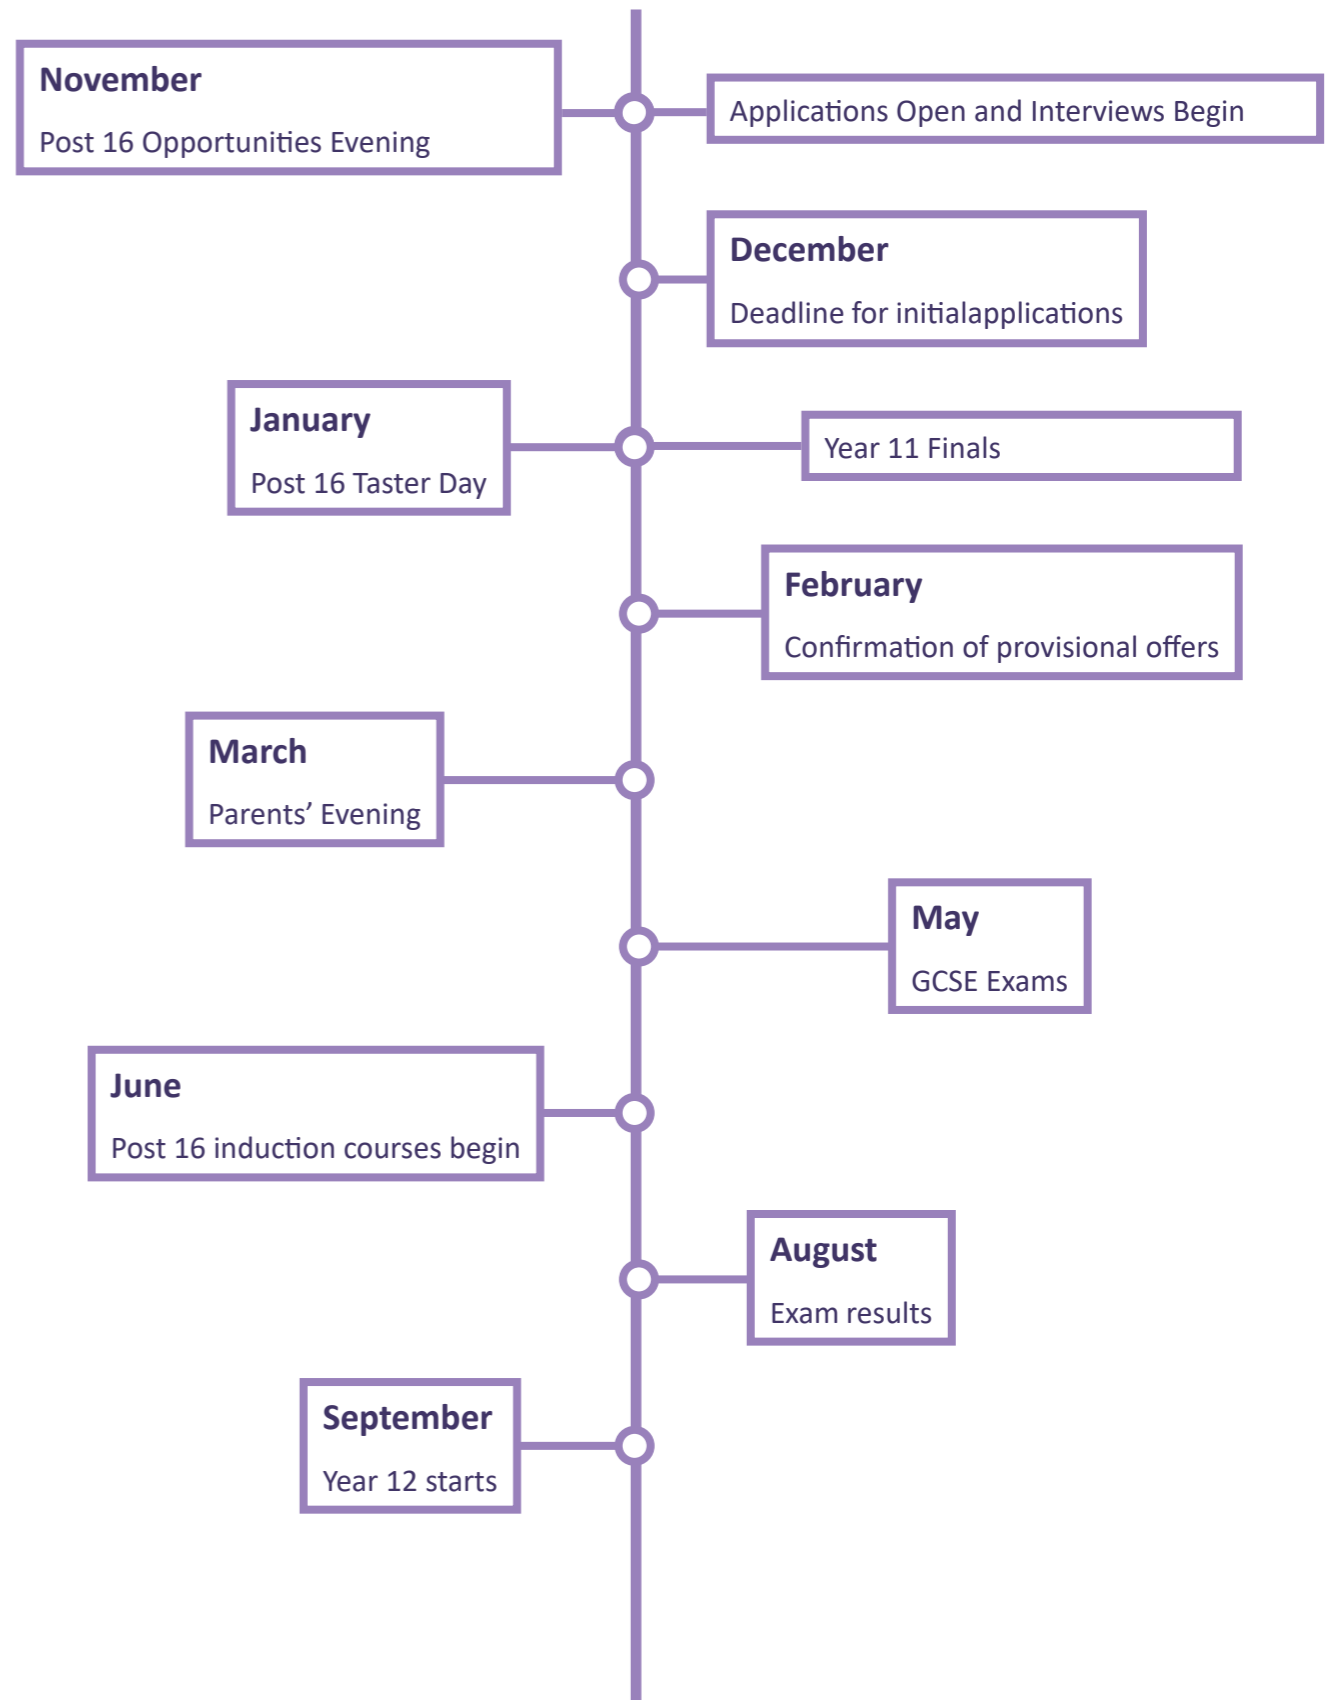 November
Post 16 Opportunities Evening
Applications Open and Interviews Begin
December
Deadline for initialapplications
January
Post 16 Taster Day
Year 11 Finals
February
Confirmation of provisional offers
March
Parents’ Evening
May
GCSE Exams
June
Post 16 induction courses begin
August
Exam results
September
Year 12 starts